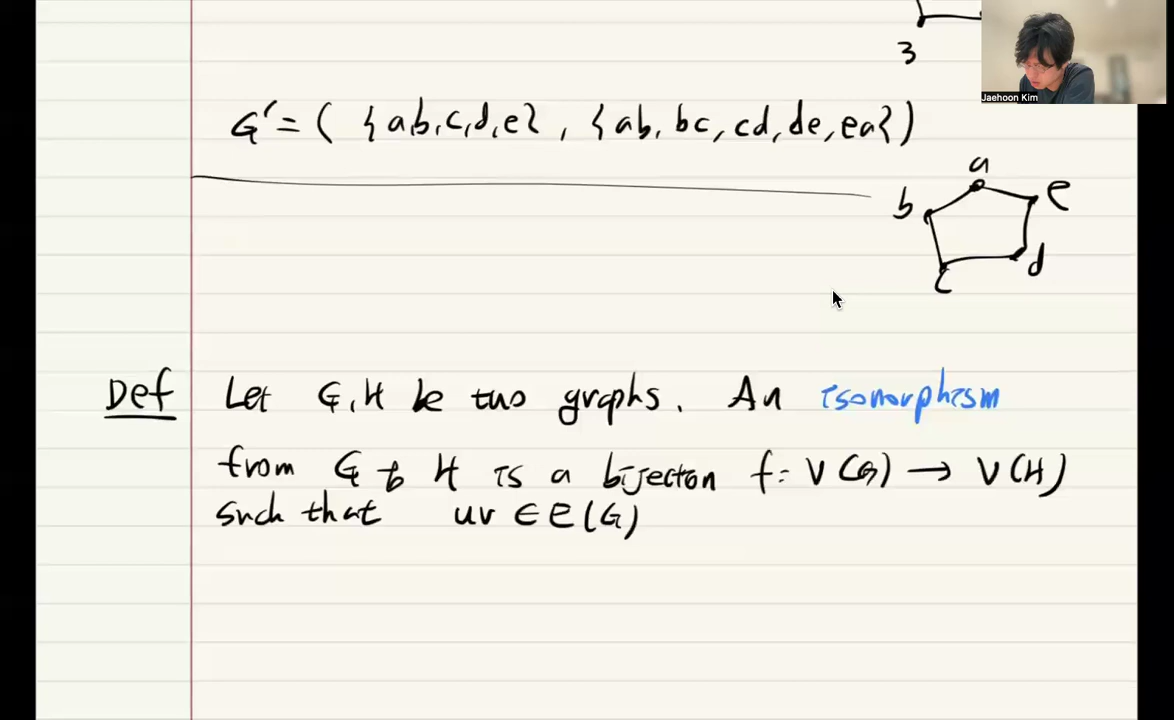 3
Jaehoon Kim
G' = ( {a,b,c,d,e} , {ab, bc, cd, de, ea} )
a
b
e
c
d
Def Let G, H be two graphs. An isomorphism
from G to H is a bijecton f: V(G) → V(H)
such that uv ∈ E(G)